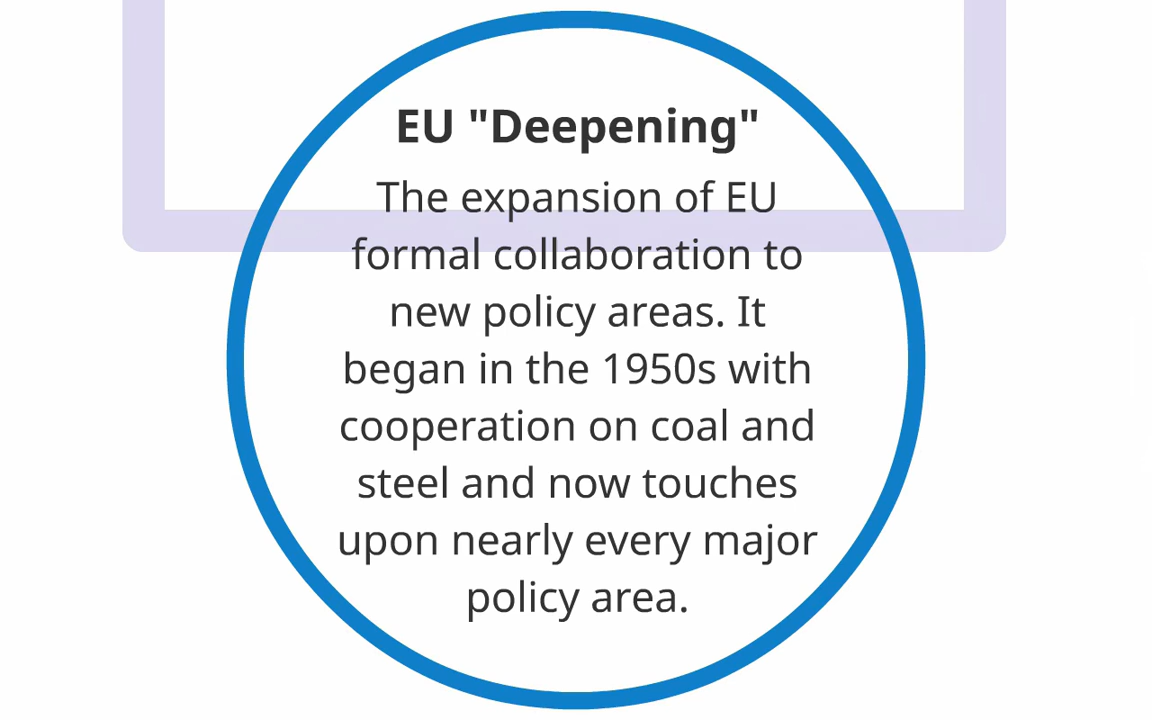 EU "Deepening"
The expansion of EU
formal collaboration to
new policy areas. It
began in the 1950s with
cooperation on coal and
steel and now touches
upon nearly every major
policy area.